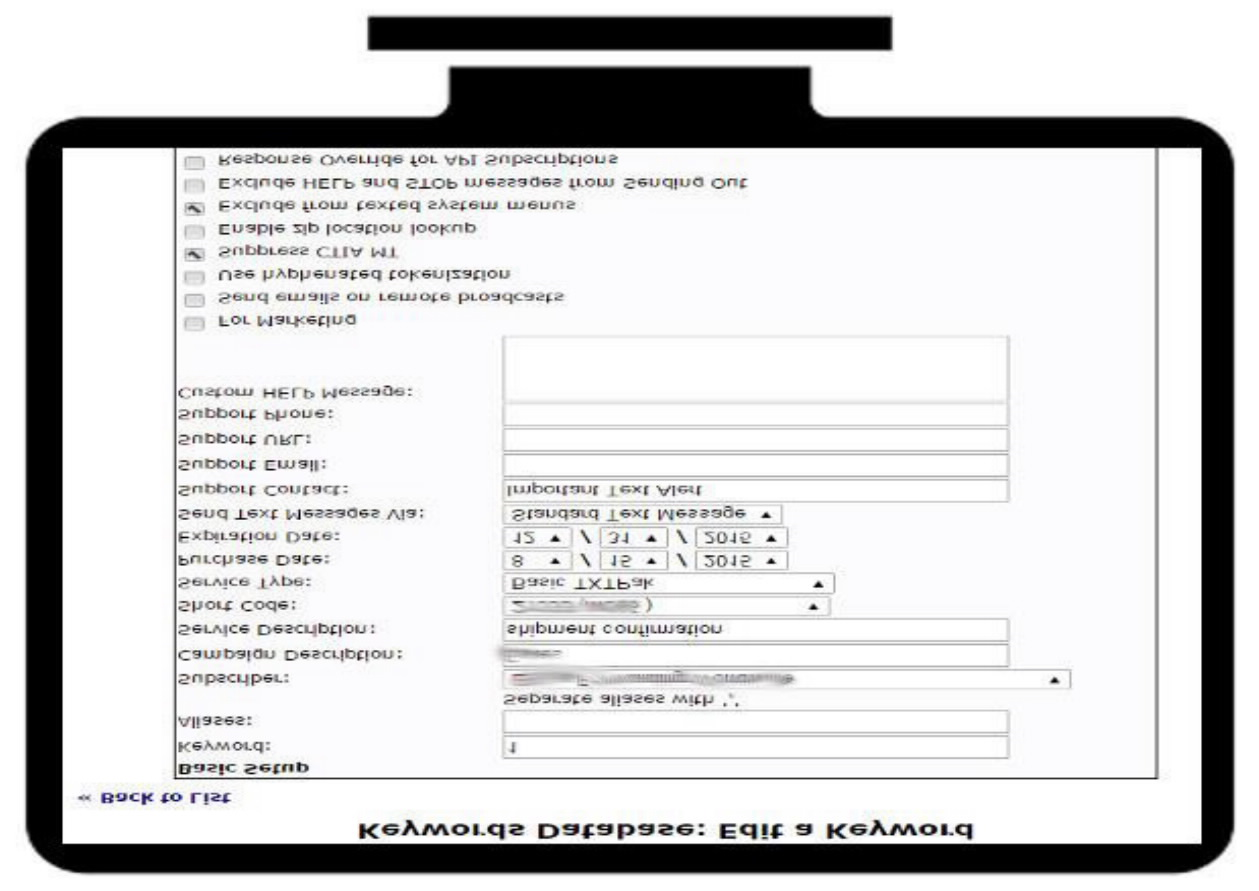 Keywords Database: Edit a Keyword
« Back to List
Basic Setup
Keyword: 1
Aliases:
Separate aliases with ','
Subscriber:
Campaign Description:
Service Description: shipment confirmation
Short Code:
Service Type: Basic TXTPak
Purchase Date: 8 / 15 / 2015
Expiration Date: 12 / 31 / 2015
Send Text Messages Via: Standard Text Message
Support Contact: Important Text Alert
Support Email:
Support URL:
Support Phone:
Custom HELP Message:
For Marketing
Send emails on remote broadcasts
Use hyphenated tokenization
Suppress CTIA MT
Enable zip location lookup
Exclude from texted system menus
Exclude HELP and STOP messages from Sending Out
Response Override for API Subscriptions